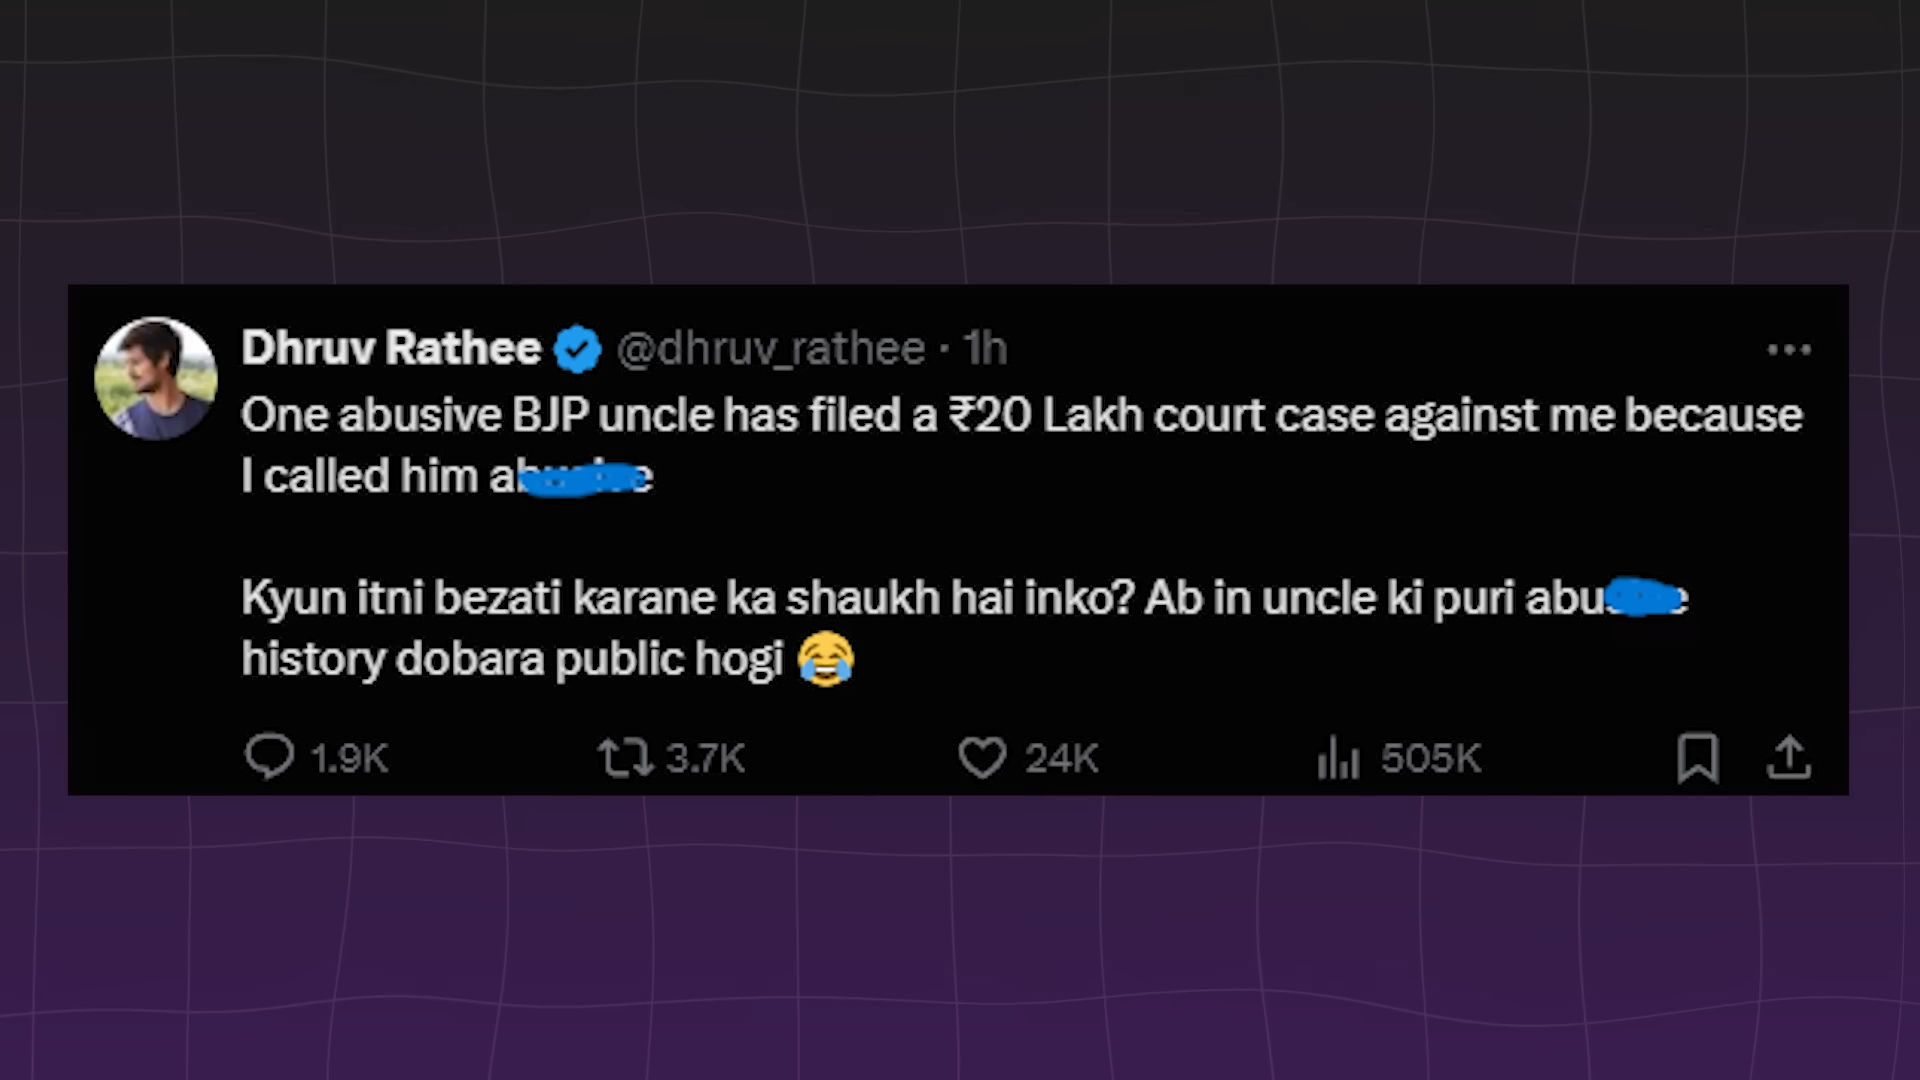 Dhruv Rathee @dhruv_rathee · 1h
One abusive BJP uncle has filed a ₹20 Lakh court case against me because
I called him
Kyun itni bezati karane ka shaukh hai inko? Ab in uncle ki puri
history dobara public hogi 😂
1.9K 3.7K 24K 505K